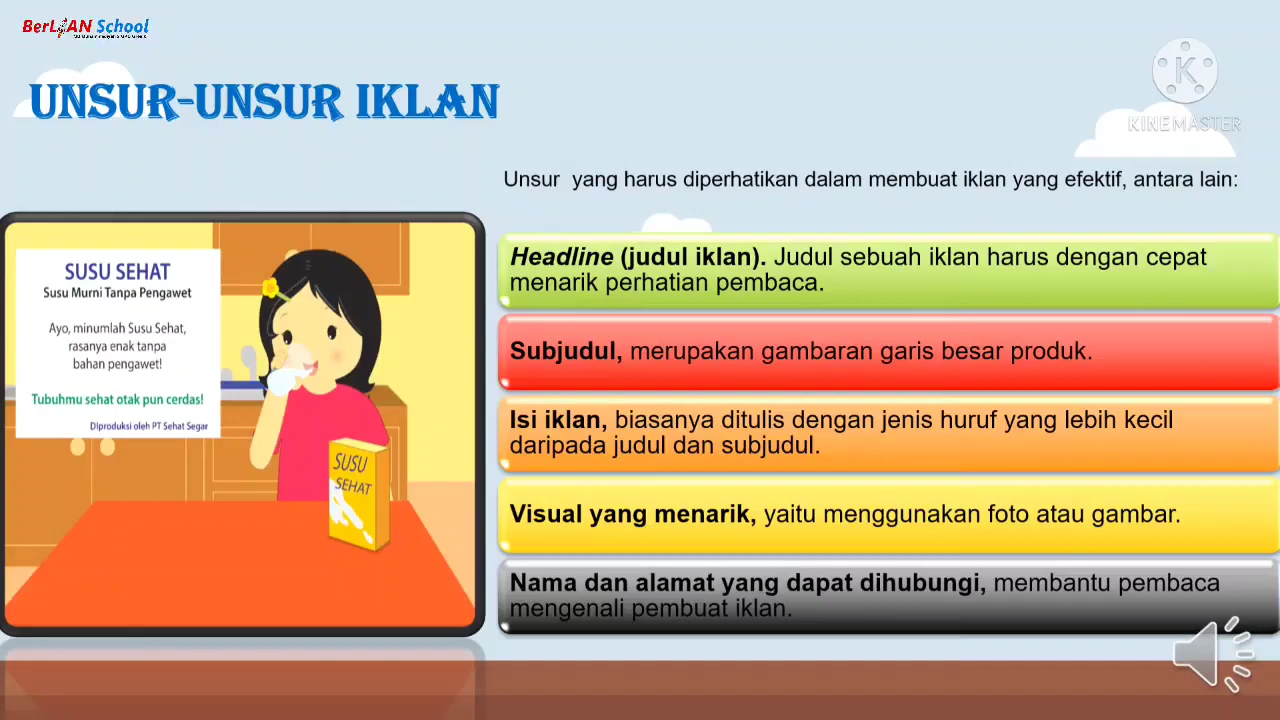 BerLIAN School
UNSUR-UNSUR IKLAN
KINEMASTER
Unsur yang harus diperhatikan dalam membuat iklan yang efektif, antara lain:
SUSU SEHAT
Susu Murni Tanpa Pengawet
Ayo, minumlah Susu Sehat,
rasanya enak tanpa
bahan pengawet!
Tubuhmu sehat otak pun cerdas!
Diproduksi oleh PT Sehat Segar
SUSU
SEHAT
Headline (judul iklan). Judul sebuah iklan harus dengan cepat
menarik perhatian pembaca.
Subjudul, merupakan gambaran garis besar produk.
Isi iklan, biasanya ditulis dengan jenis huruf yang lebih kecil
daripada judul dan subjudul.
Visual yang menarik, yaitu menggunakan foto atau gambar.
Nama dan alamat yang dapat dihubungi, membantu pembaca
mengenali pembuat iklan.